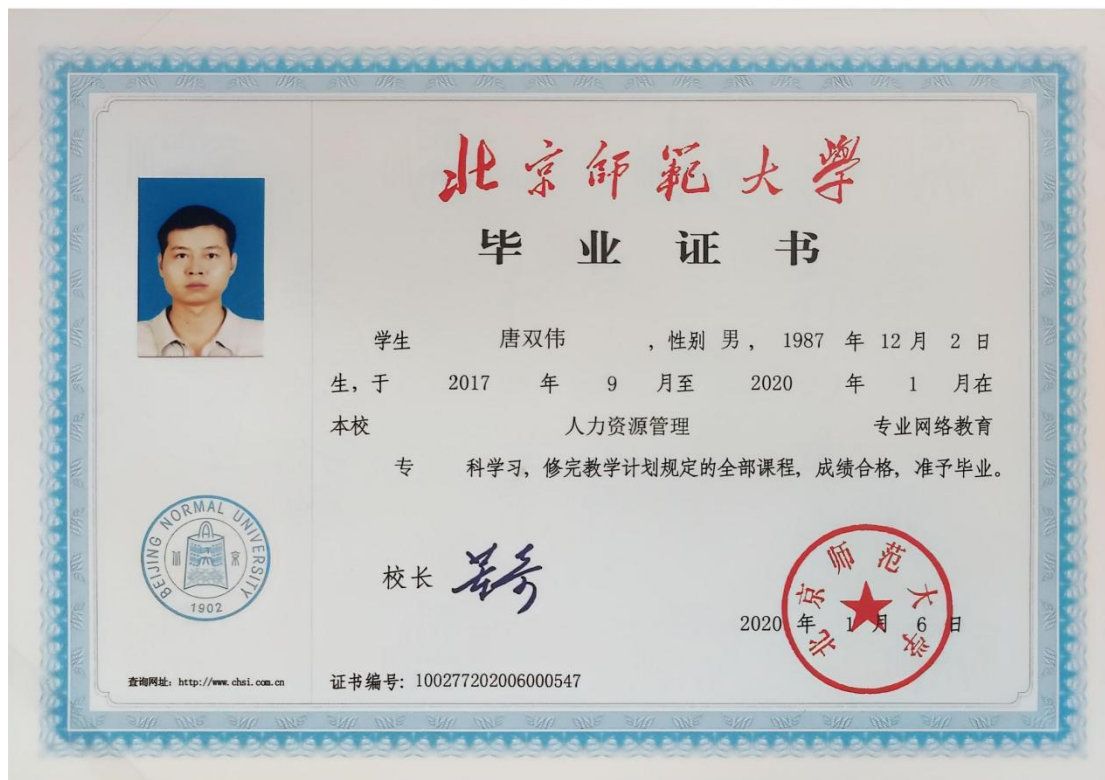 北京師範大學
毕业证书
学生 唐双伟 ，性别 男， 1987 年 12 月 2 日
生，于 2017 年 9 月至 2020 年 1 月在
本校 人力资源管理 专业网络教育
专 科学习，修完教学计划规定的全部课程，成绩合格，准予毕业。
BEIJING NORMAL UNIVERSITY
北 京
1902
校长
北京师范大学
2020 年 1 月 6 日
查询网址：http://www.chsi.com.cn
证书编号：100277202006000547